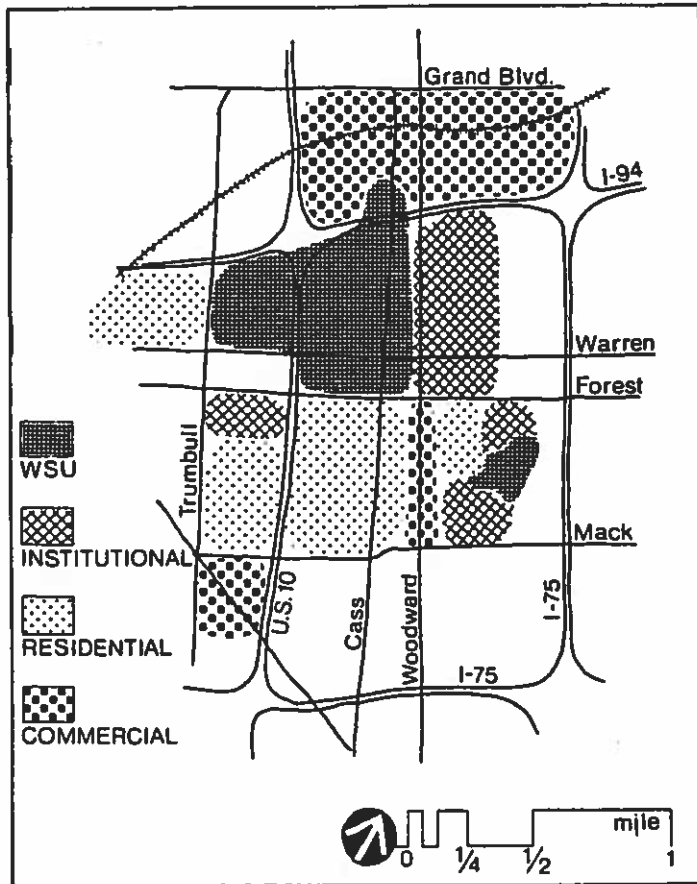 Grand Blvd.
I-94
Warren
Forest
WSU
Trumbull
INSTITUTIONAL
Mack
U.S. 10
Cass
Woodward
I-75
RESIDENTIAL
I-75
COMMERCIAL
mile
0 1/4 1/2 1